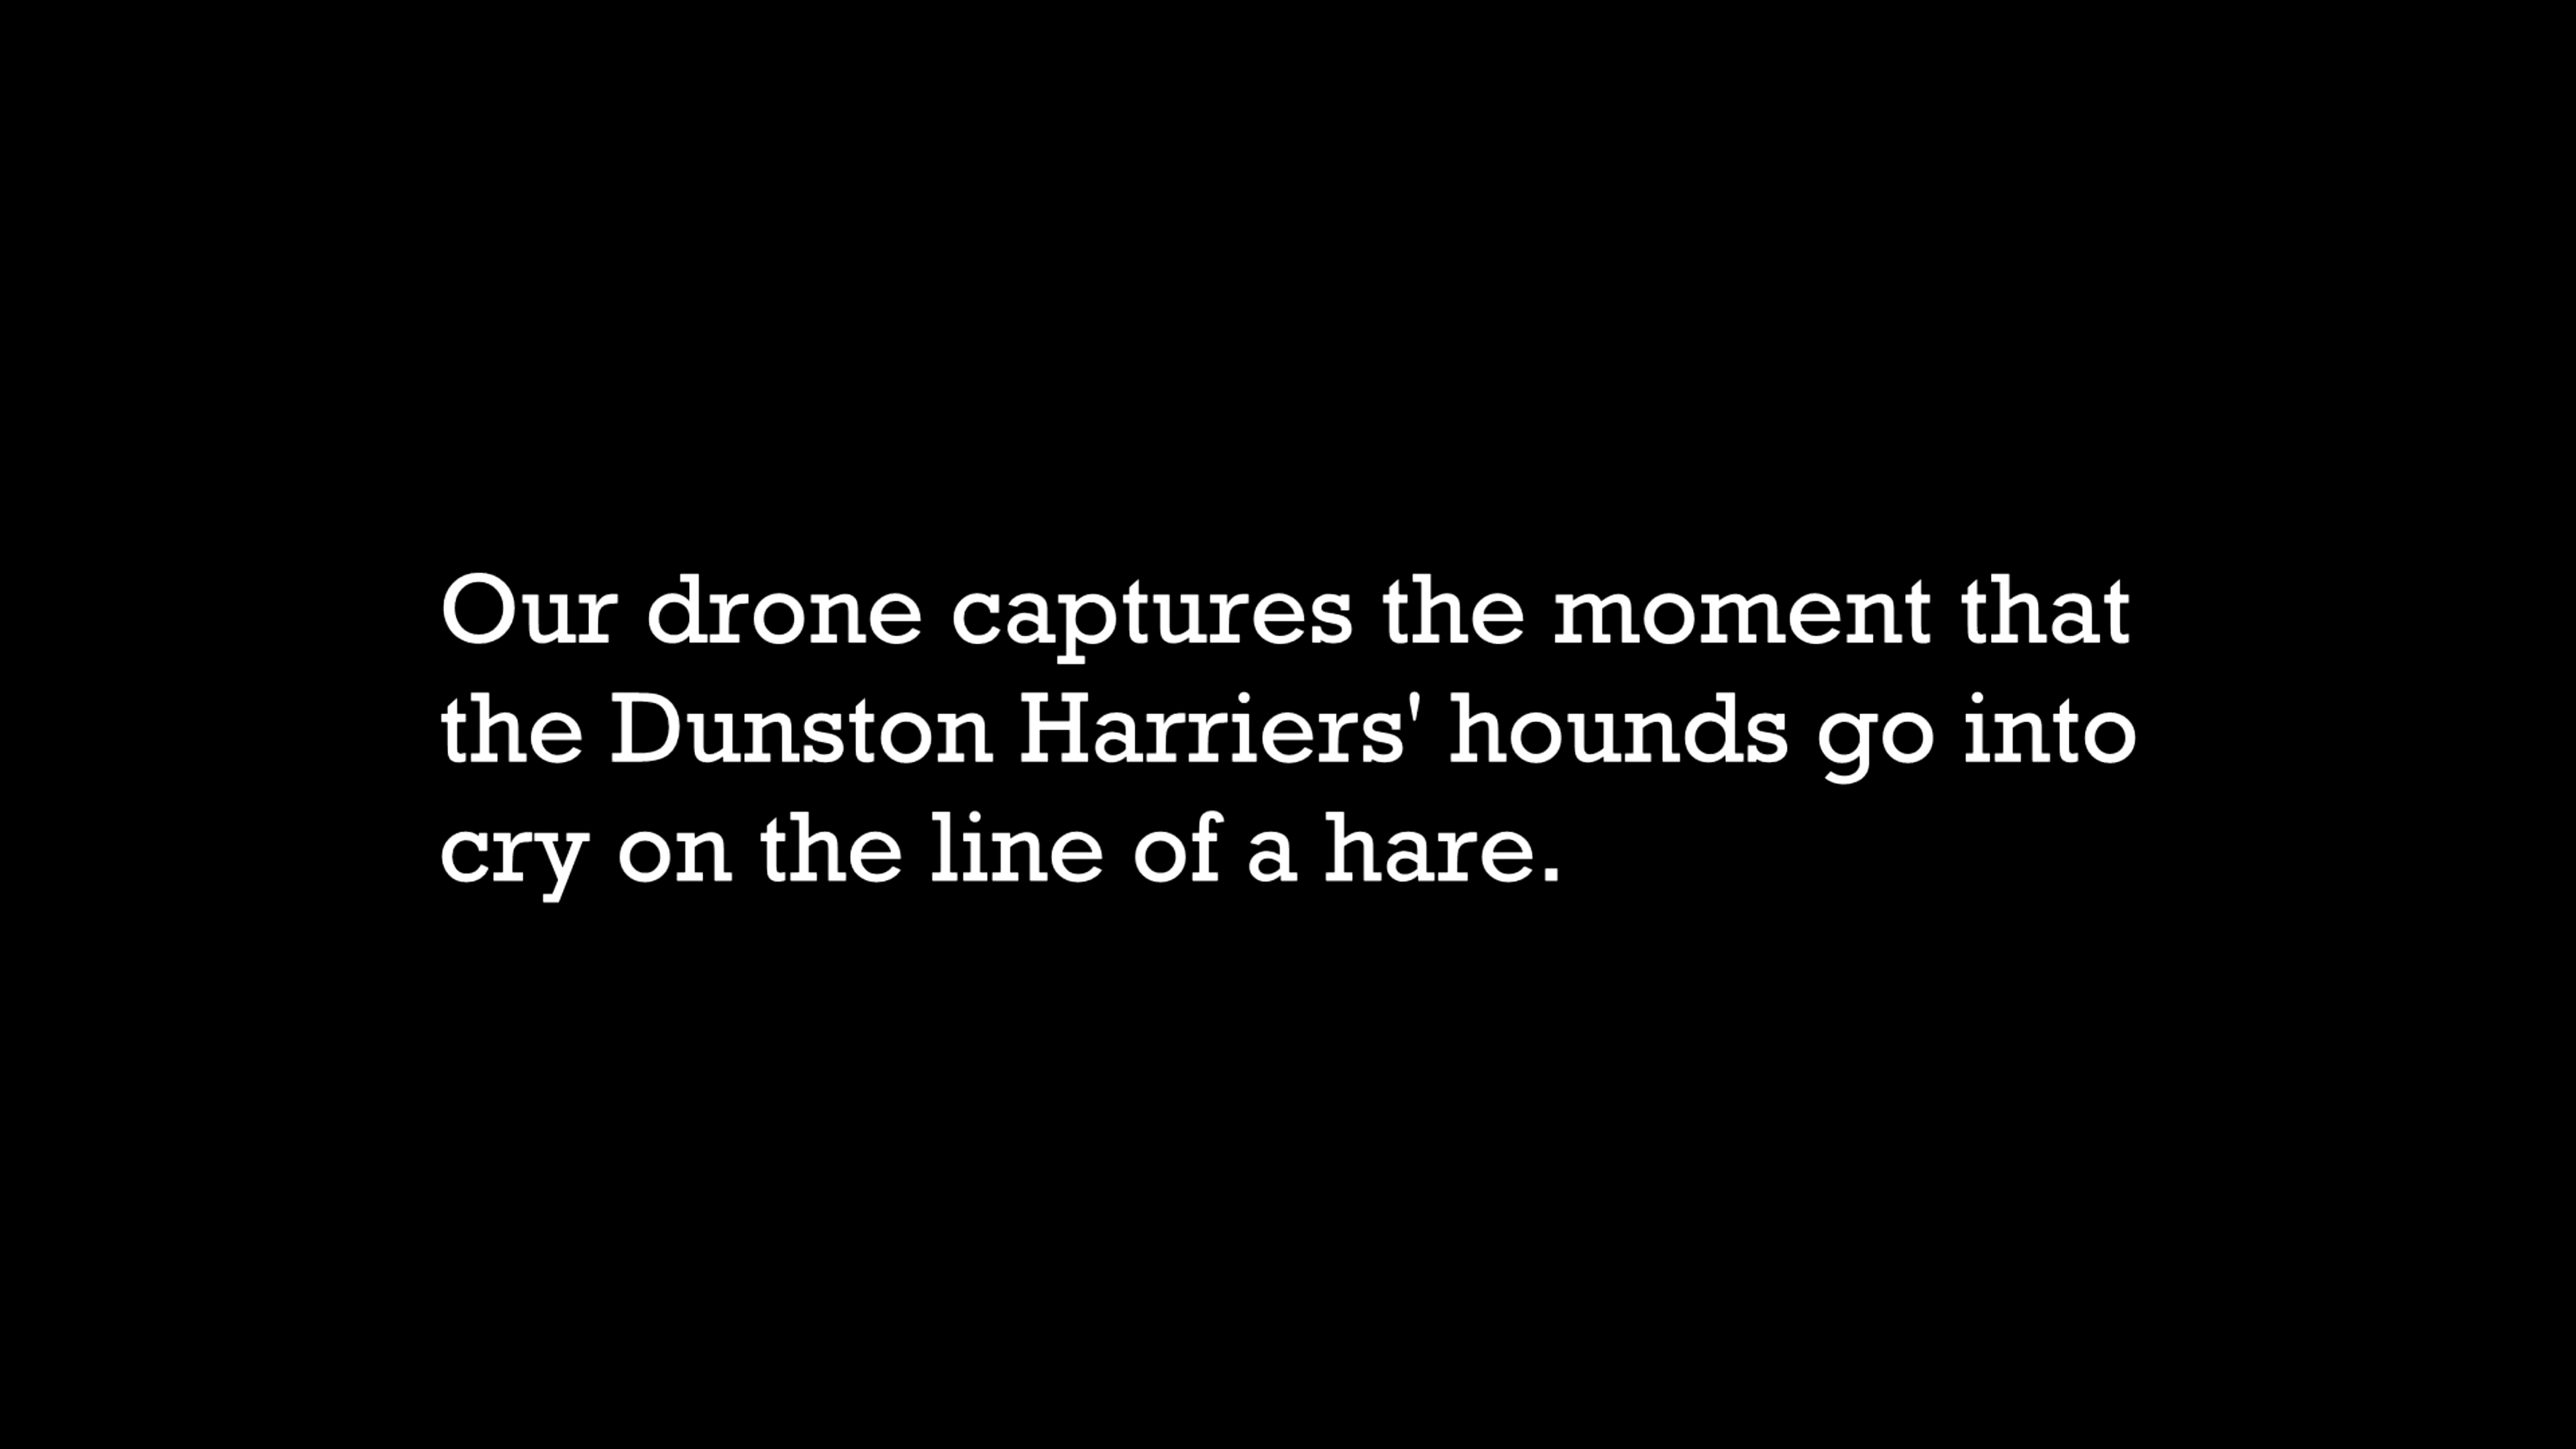 Our drone captures the moment that
the Dunston Harriers' hounds go into
cry on the line of a hare.